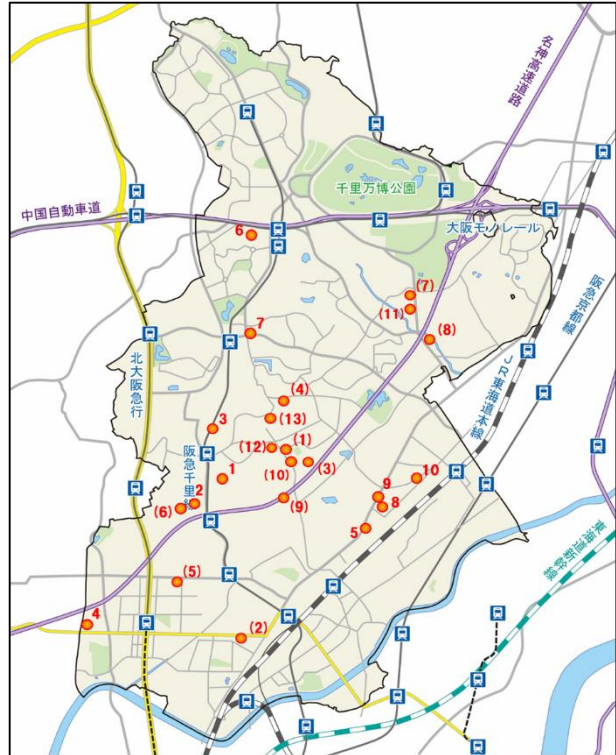 名神高速道路
千里万博公園
中国自動車道
大阪モノレール
6
(7)
(11)
(8)
7
阪急京都線
JR東海道本線
北大阪急行
(4)
(13)
3
阪急千里線
(12)
(1)
(10)
(3)
1
10
9
8
2
(6)
(9)
5
東海道新幹線
(5)
4
(2)